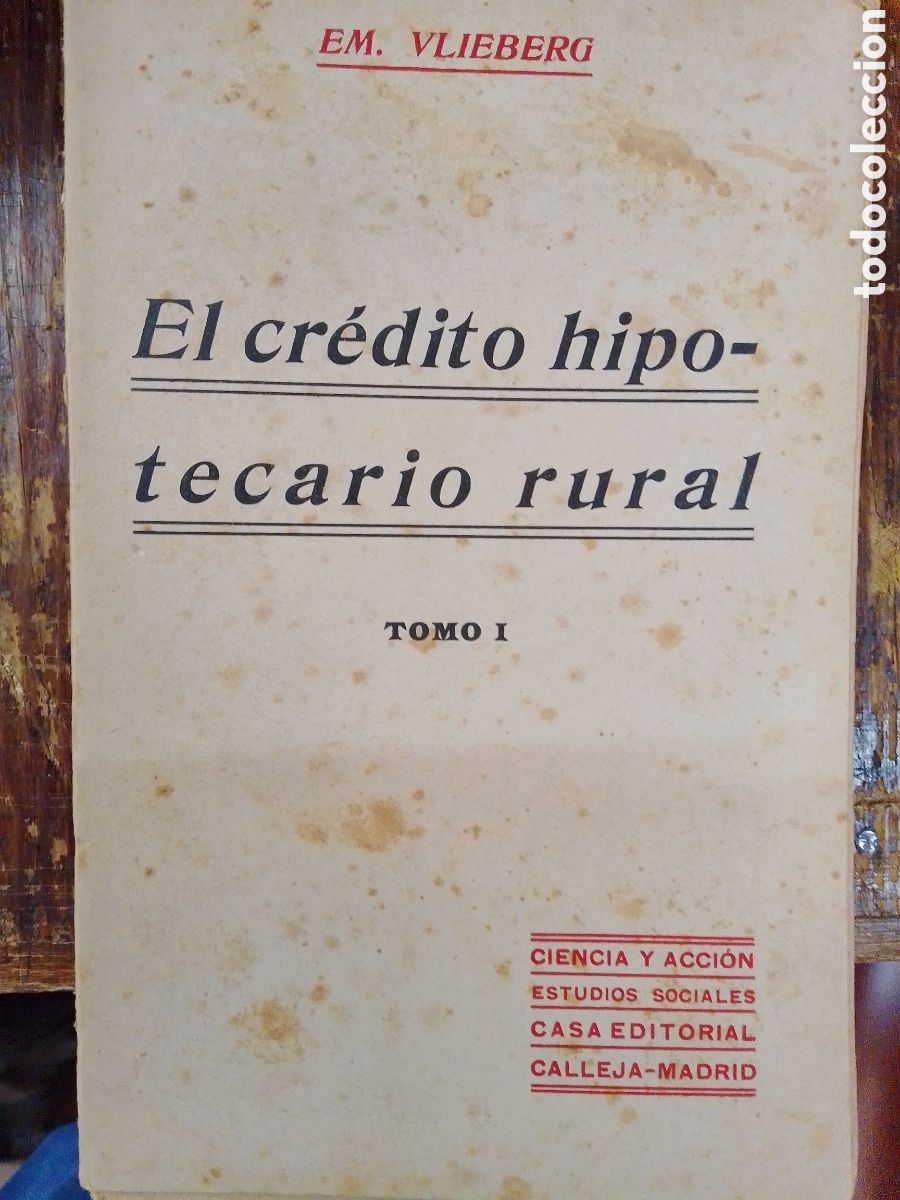 EM. VLIEBERG
El crédito hipo-
tecario rural
TOMO I
CIENCIA Y ACCIÓN
ESTUDIOS SOCIALES
CASA EDITORIAL
CALLEJA-MADRID
todocoleccion